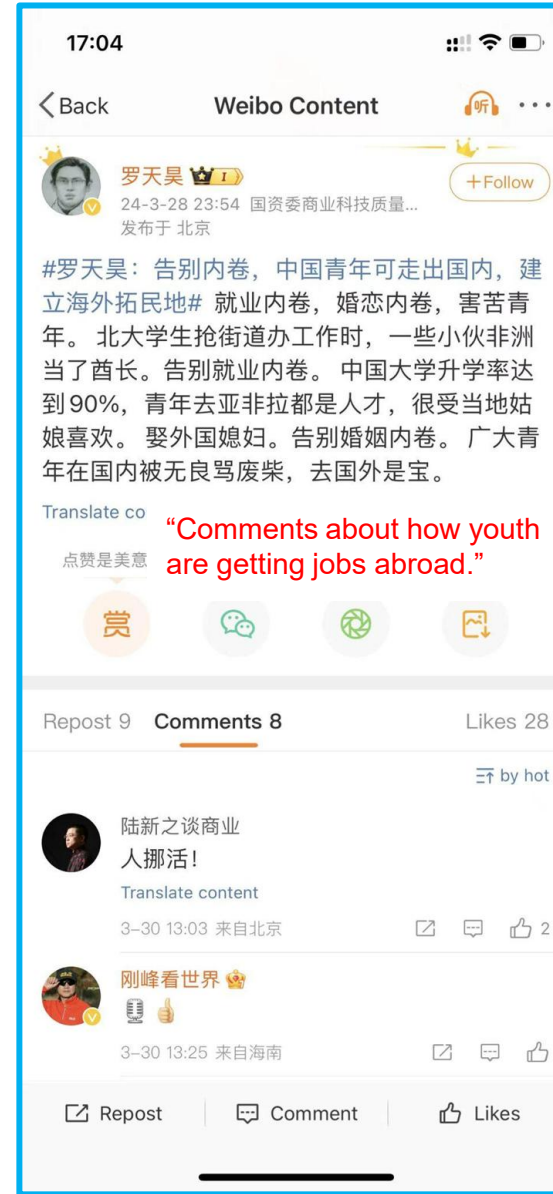 17:04
Back
Weibo Content
听
罗天昊
I
+Follow
24-3-28 23:54 国资委商业科技质量...
发布于 北京
#罗天昊：告别内卷，中国青年可走出国内，建
立海外拓民地# 就业内卷，婚恋内卷，害苦青
年。 北大学生抢街道办工作时，一些小伙非洲
当了酋长。告别就业内卷。 中国大学升学率达
到90%，青年去亚非拉都是人才，很受当地姑
娘喜欢。 娶外国媳妇。告别婚姻内卷。 广大青
年在国内被无良骂废柴，去国外是宝。
Translate co
“Comments about how youth
are getting jobs abroad.”
点赞是美意
赏
Repost 9
Comments 8
Likes 28
by hot
陆新之谈商业
人挪活！
Translate content
3-30 13:03 来自北京
2
刚峰看世界
3-30 13:25 来自海南
Repost
Comment
Likes